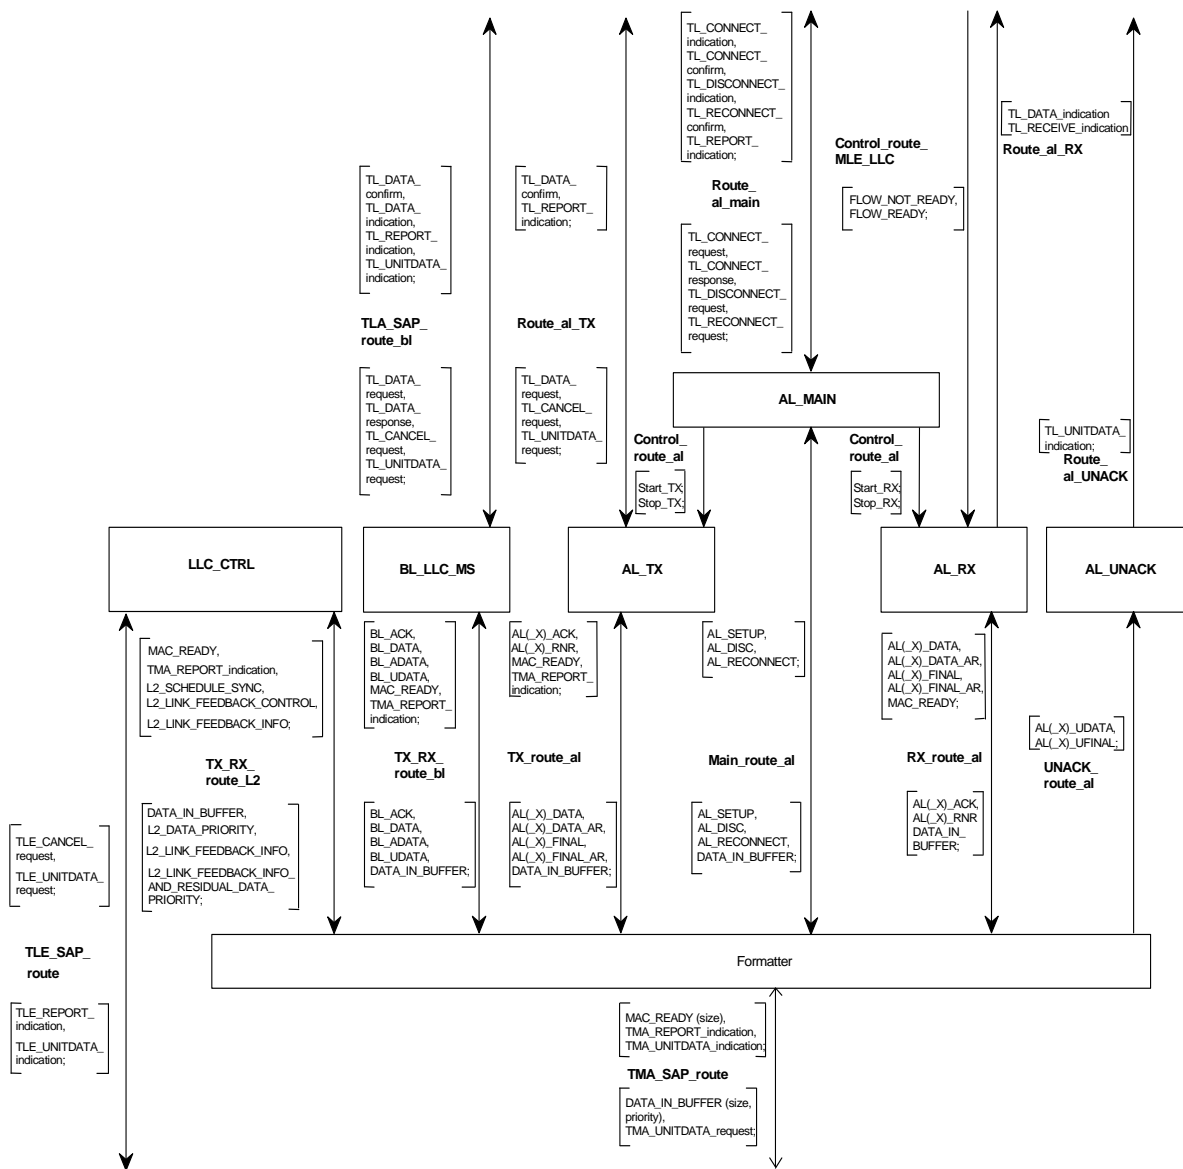 TL_CONNECT_
indication,
TL_CONNECT_
confirm,
TL_DISCONNECT_
indication,
TL_RECONNECT_
confirm,
TL_REPORT_
indication;
Control_route_
MLE_LLC
FLOW_NOT_READY,
FLOW_READY;
TL_DATA_indication
TL_RECEIVE_indication
Route_al_RX
TL_DATA_
confirm,
TL_DATA_
indication,
TL_REPORT_
indication,
TL_UNITDATA_
indication;
TLA_SAP_
route_bl
TL_DATA_
request,
TL_DATA_
response,
TL_CANCEL_
request,
TL_UNITDATA_
request;
TL_DATA_
confirm,
TL_REPORT_
indication;
Route_al_TX
TL_DATA_
request,
TL_CANCEL_
request,
TL_UNITDATA_
request;
Route_
al_main
TL_CONNECT_
request,
TL_CONNECT_
response,
TL_DISCONNECT_
request,
TL_RECONNECT_
request;
AL_MAIN
Control_
route_al
Start_TX;
Stop_TX;
Control_
route_al
Start_RX;
Stop_RX;
TL_UNITDATA_
indication;
Route_
al_UNACK
LLC_CTRL
BL_LLC_MS
AL_TX
AL_RX
AL_UNACK
MAC_READY,
TMA_REPORT_indication,
L2_SCHEDULE_SYNC,
L2_LINK_FEEDBACK_CONTROL,
L2_LINK_FEEDBACK_INFO;
TX_RX_
route_L2
DATA_IN_BUFFER,
L2_DATA_PRIORITY,
L2_LINK_FEEDBACK_INFO,
L2_LINK_FEEDBACK_INFO_
AND_RESIDUAL_DATA_
PRIORITY;
BL_ACK,
BL_DATA,
BL_ADATA,
BL_UDATA,
MAC_READY,
TMA_REPORT_
indication;
TX_RX_
route_bl
BL_ACK,
BL_DATA,
BL_ADATA,
BL_UDATA,
DATA_IN_BUFFER;
AL(_X)_ACK,
AL(_X)_RNR,
MAC_READY,
TMA_REPORT_
indication;
TX_route_al
AL(_X)_DATA,
AL(_X)_DATA_AR,
AL(_X)_FINAL,
AL(_X)_FINAL_AR,
DATA_IN_BUFFER;
AL_SETUP,
AL_DISC,
AL_RECONNECT;
Main_route_al
AL_SETUP,
AL_DISC,
AL_RECONNECT,
DATA_IN_BUFFER;
AL(_X)_DATA,
AL(_X)_DATA_AR,
AL(_X)_FINAL,
AL(_X)_FINAL_AR,
MAC_READY;
RX_route_al
AL(_X)_ACK,
AL(_X)_RNR
DATA_IN_
BUFFER;
AL(_X)_UDATA,
AL(_X)_UFINAL;
UNACK_
route_al
TLE_CANCEL_
request,
TLE_UNITDATA_
request;
TLE_SAP_
route
TLE_REPORT_
indication,
TLE_UNITDATA_
indication;
Formatter
MAC_READY (size),
TMA_REPORT_indication,
TMA_UNITDATA_indication;
TMA_SAP_route
DATA_IN_BUFFER (size,
priority),
TMA_UNITDATA_request;